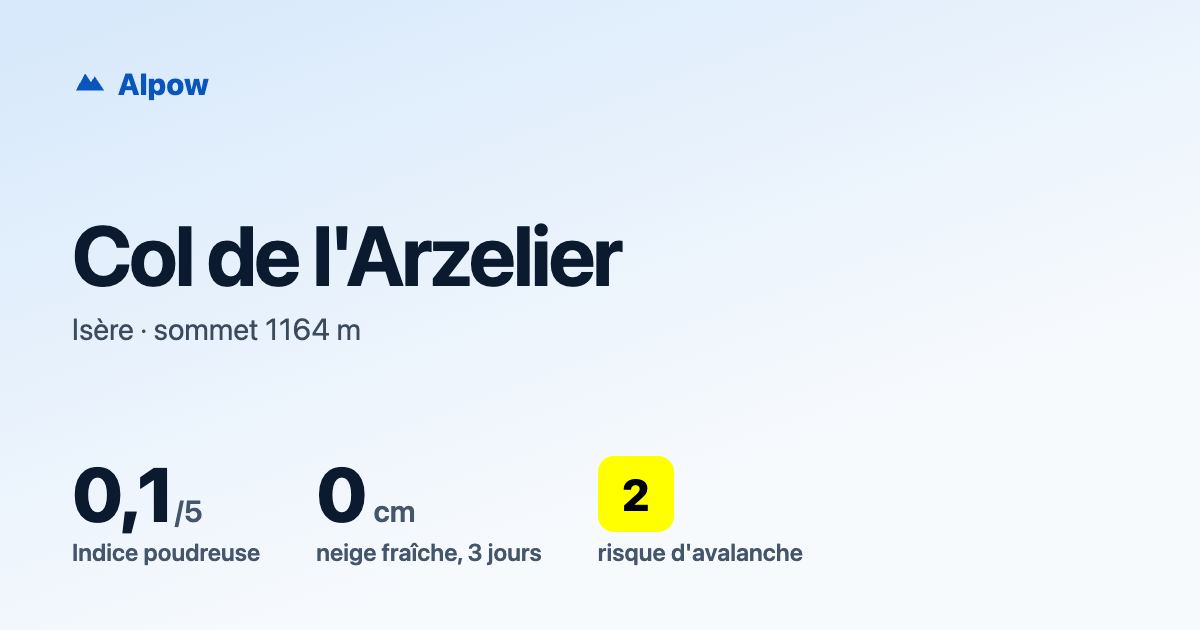 Alpow
Col de l'Arzelier
Isère · sommet 1164 m
0,1/5
Indice poudreuse
0 cm
neige fraîche, 3 jours
2
risque d'avalanche